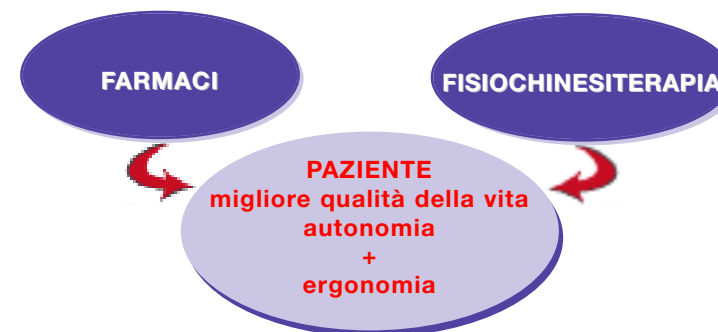 FARMACI
FISIOCHINESITERAPIA
PAZIENTE
migliore qualità della vita
autonomia
+
ergonomia